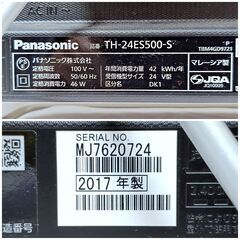 AC IN ~
Panasonic 品番 TH-24ES500-S
TBM4GD9723
パナソニック株式会社
定格電圧 100 V~
定格周波数 50/60 Hz
定格消費電力 46 W
年間消費電力量 42 kWh/年
受信機型サイズ 24 V型
区分名 DK1
マレーシア製
JQA
JQ10009
SERIAL NO.
MJ7620724
2017 年製
造番号